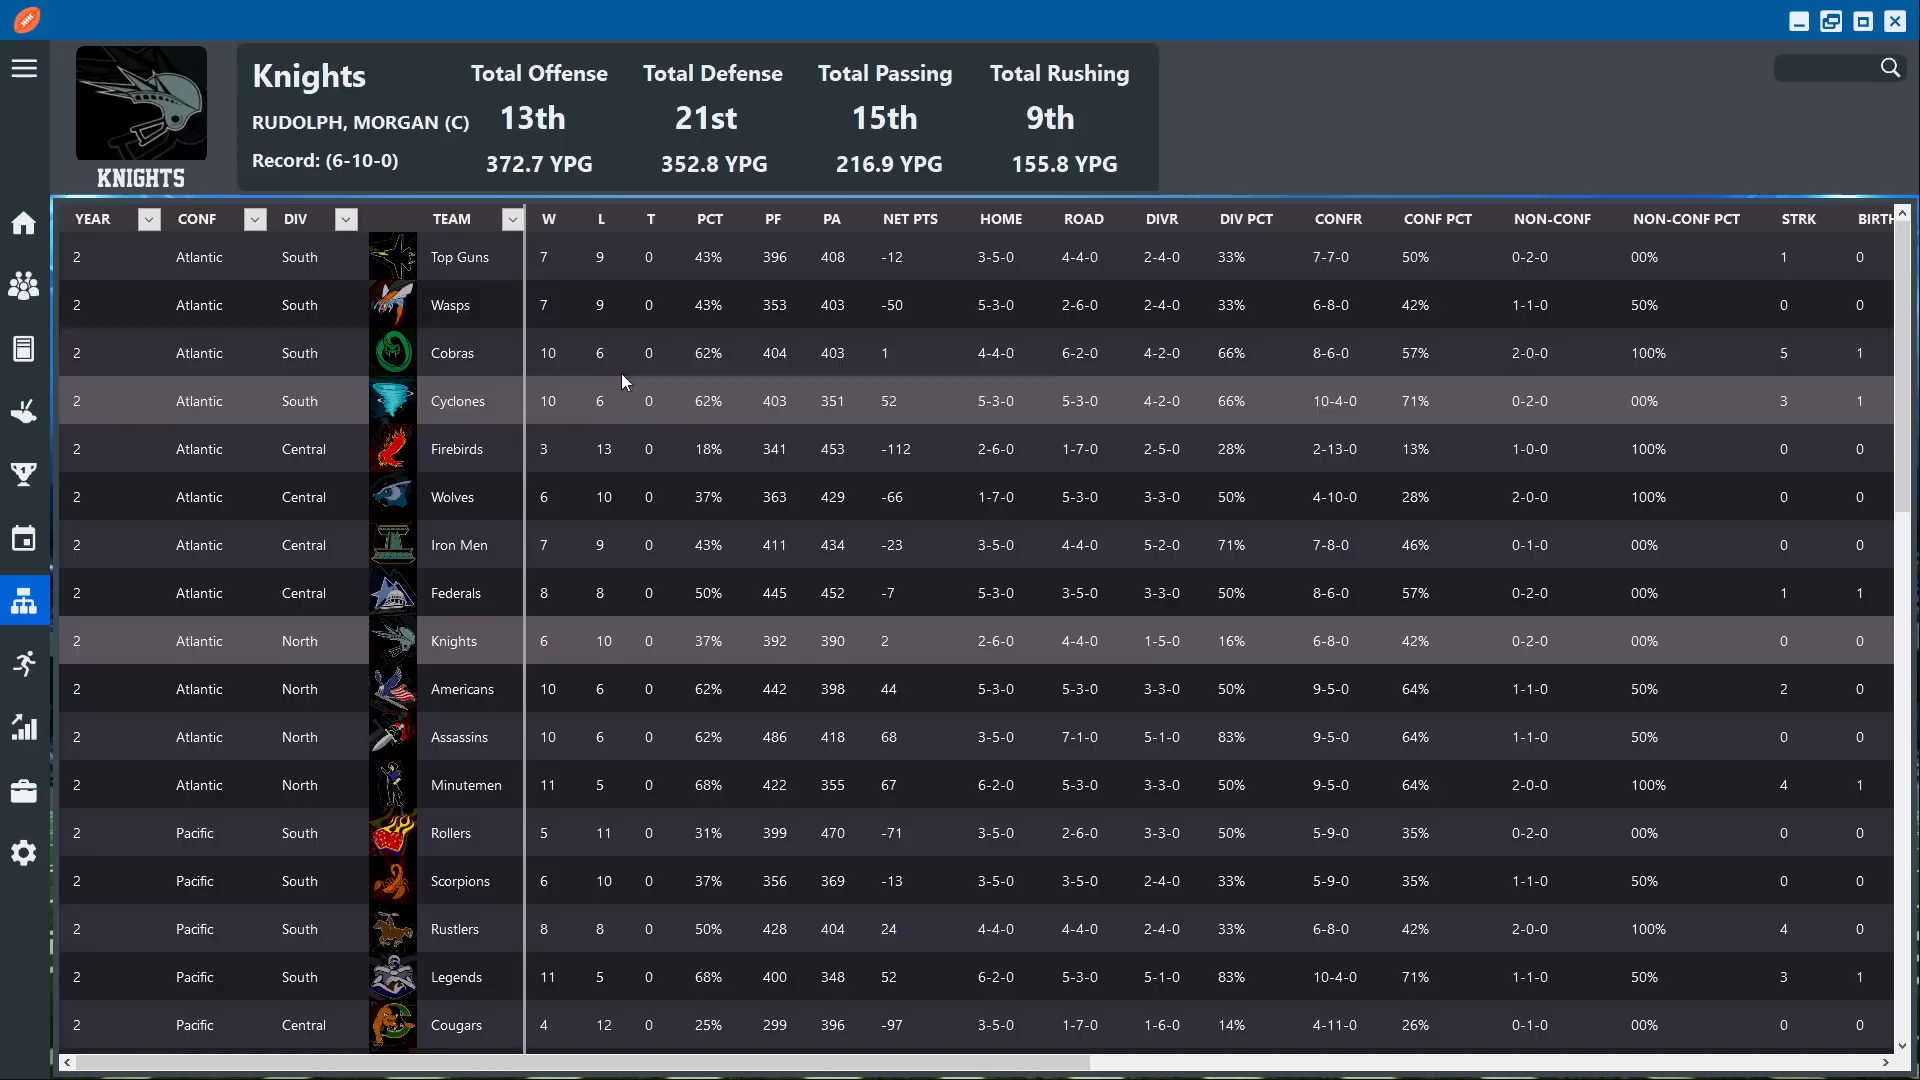 Knights
RUDOLPH, MORGAN (C)
Record: (6-10-0)
Total Offense
13th
372.7 YPG
Total Defense
21st
352.8 YPG
Total Passing
15th
216.9 YPG
Total Rushing
9th
155.8 YPG
KNIGHTS
YEAR CONF DIV TEAM W L T PCT PF PA NET PTS HOME ROAD DIVR DIV PCT CONFR CONF PCT NON-CONF NON-CONF PCT STRK BIRTH
2 Atlantic South Top Guns 7 9 0 43% 396 408 -12 3-5-0 4-4-0 2-4-0 33% 7-7-0 50% 0-2-0 00% 1 0
2 Atlantic South Wasps 7 9 0 43% 353 403 -50 5-3-0 2-6-0 2-4-0 33% 6-8-0 42% 1-1-0 50% 0 0
2 Atlantic South Cobras 10 6 0 62% 404 403 1 4-4-0 6-2-0 4-2-0 66% 8-6-0 57% 2-0-0 100% 5 1
2 Atlantic South Cyclones 10 6 0 62% 403 351 52 5-3-0 5-3-0 4-2-0 66% 10-4-0 71% 0-2-0 00% 3 1
2 Atlantic Central Firebirds 3 13 0 18% 341 453 -112 2-6-0 1-7-0 2-5-0 28% 2-13-0 13% 1-0-0 100% 0 0
2 Atlantic Central Wolves 6 10 0 37% 363 429 -66 1-7-0 5-3-0 3-3-0 50% 4-10-0 28% 2-0-0 100% 0 0
2 Atlantic Central Iron Men 7 9 0 43% 411 434 -23 3-5-0 4-4-0 5-2-0 71% 7-8-0 46% 0-1-0 00% 0 0
2 Atlantic Central Federals 8 8 0 50% 445 452 -7 5-3-0 3-5-0 3-3-0 50% 8-6-0 57% 0-2-0 00% 1 1
2 Atlantic North Knights 6 10 0 37% 392 390 2 2-6-0 4-4-0 1-5-0 16% 6-8-0 42% 0-2-0 00% 0 0
2 Atlantic North Americans 10 6 0 62% 442 398 44 5-3-0 5-3-0 3-3-0 50% 9-5-0 64% 1-1-0 50% 2 0
2 Atlantic North Assassins 10 6 0 62% 486 418 68 3-5-0 7-1-0 5-1-0 83% 9-5-0 64% 1-1-0 50% 0 0
2 Atlantic North Minutemen 11 5 0 68% 422 355 67 6-2-0 5-3-0 3-3-0 50% 9-5-0 64% 2-0-0 100% 4 1
2 Pacific South Rollers 5 11 0 31% 399 470 -71 3-5-0 2-6-0 3-3-0 50% 5-9-0 35% 0-2-0 00% 0 0
2 Pacific South Scorpions 6 10 0 37% 356 369 -13 3-5-0 3-5-0 2-4-0 33% 5-9-0 35% 1-1-0 50% 0 0
2 Pacific South Rustlers 8 8 0 50% 428 404 24 4-4-0 4-4-0 2-4-0 33% 6-8-0 42% 2-0-0 100% 4 0
2 Pacific South Legends 11 5 0 68% 400 348 52 6-2-0 5-3-0 5-1-0 83% 10-4-0 71% 1-1-0 50% 3 1
2 Pacific Central Cougars 4 12 0 25% 299 396 -97 3-5-0 1-7-0 1-6-0 14% 4-11-0 26% 0-1-0 00% 0 0